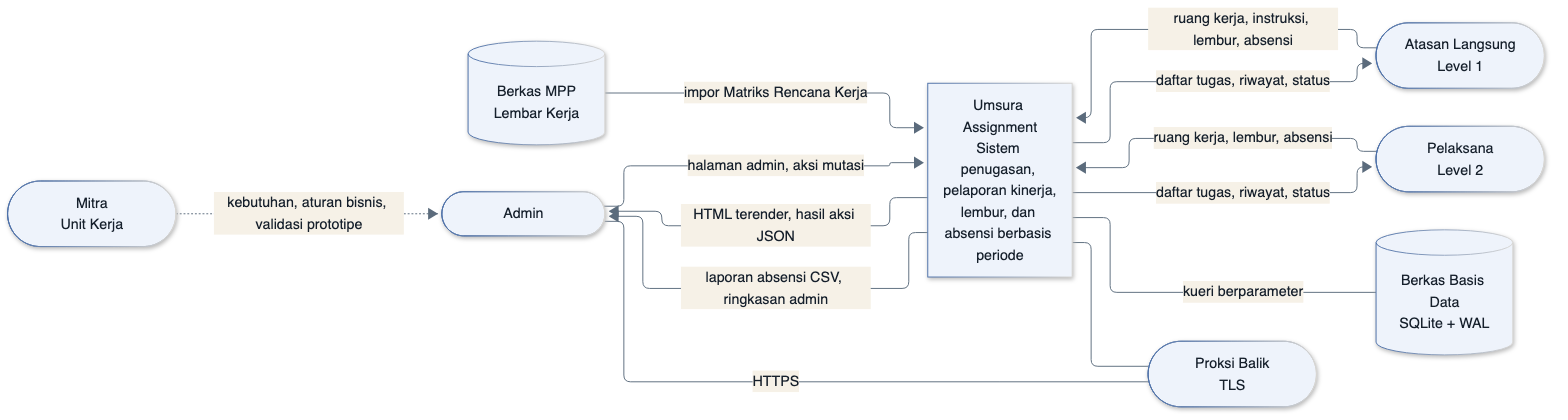 Mitra
Unit Kerja
kebutuhan, aturan bisnis,
validasi prototipe
Berkas MPP
Lembar Kerja
Admin
impor Matriks Rencana Kerja
halaman admin, aksi mutasi
HTML terender, hasil aksi
JSON
laporan absensi CSV,
ringkasan admin
HTTPS
Umsura
Assignment
Sistem
penugasan,
pelaporan kinerja,
lembur, dan
absensi berbasis
periode
ruang kerja, instruksi,
lembur, absensi
daftar tugas, riwayat, status
ruang kerja, lembur, absensi
daftar tugas, riwayat, status
kueri berparameter
Atasan Langsung
Level 1
Pelaksana
Level 2
Berkas Basis
Data
SQLite + WAL
Proksi Balik
TLS